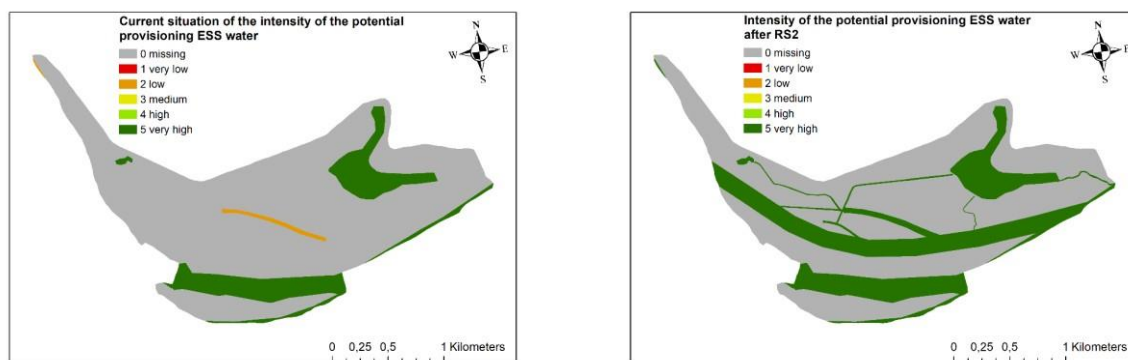 Current situation of the intensity of the potential
provisioning ESS water
0 missing
1 very low
2 low
3 medium
4 high
5 very high
N
W E
S
0 0,25 0,5 1 Kilometers
Intensity of the potential provisioning ESS water
after RS2
0 missing
1 very low
2 low
3 medium
4 high
5 very high
N
W E
S
0 0,25 0,5 1 Kilometers